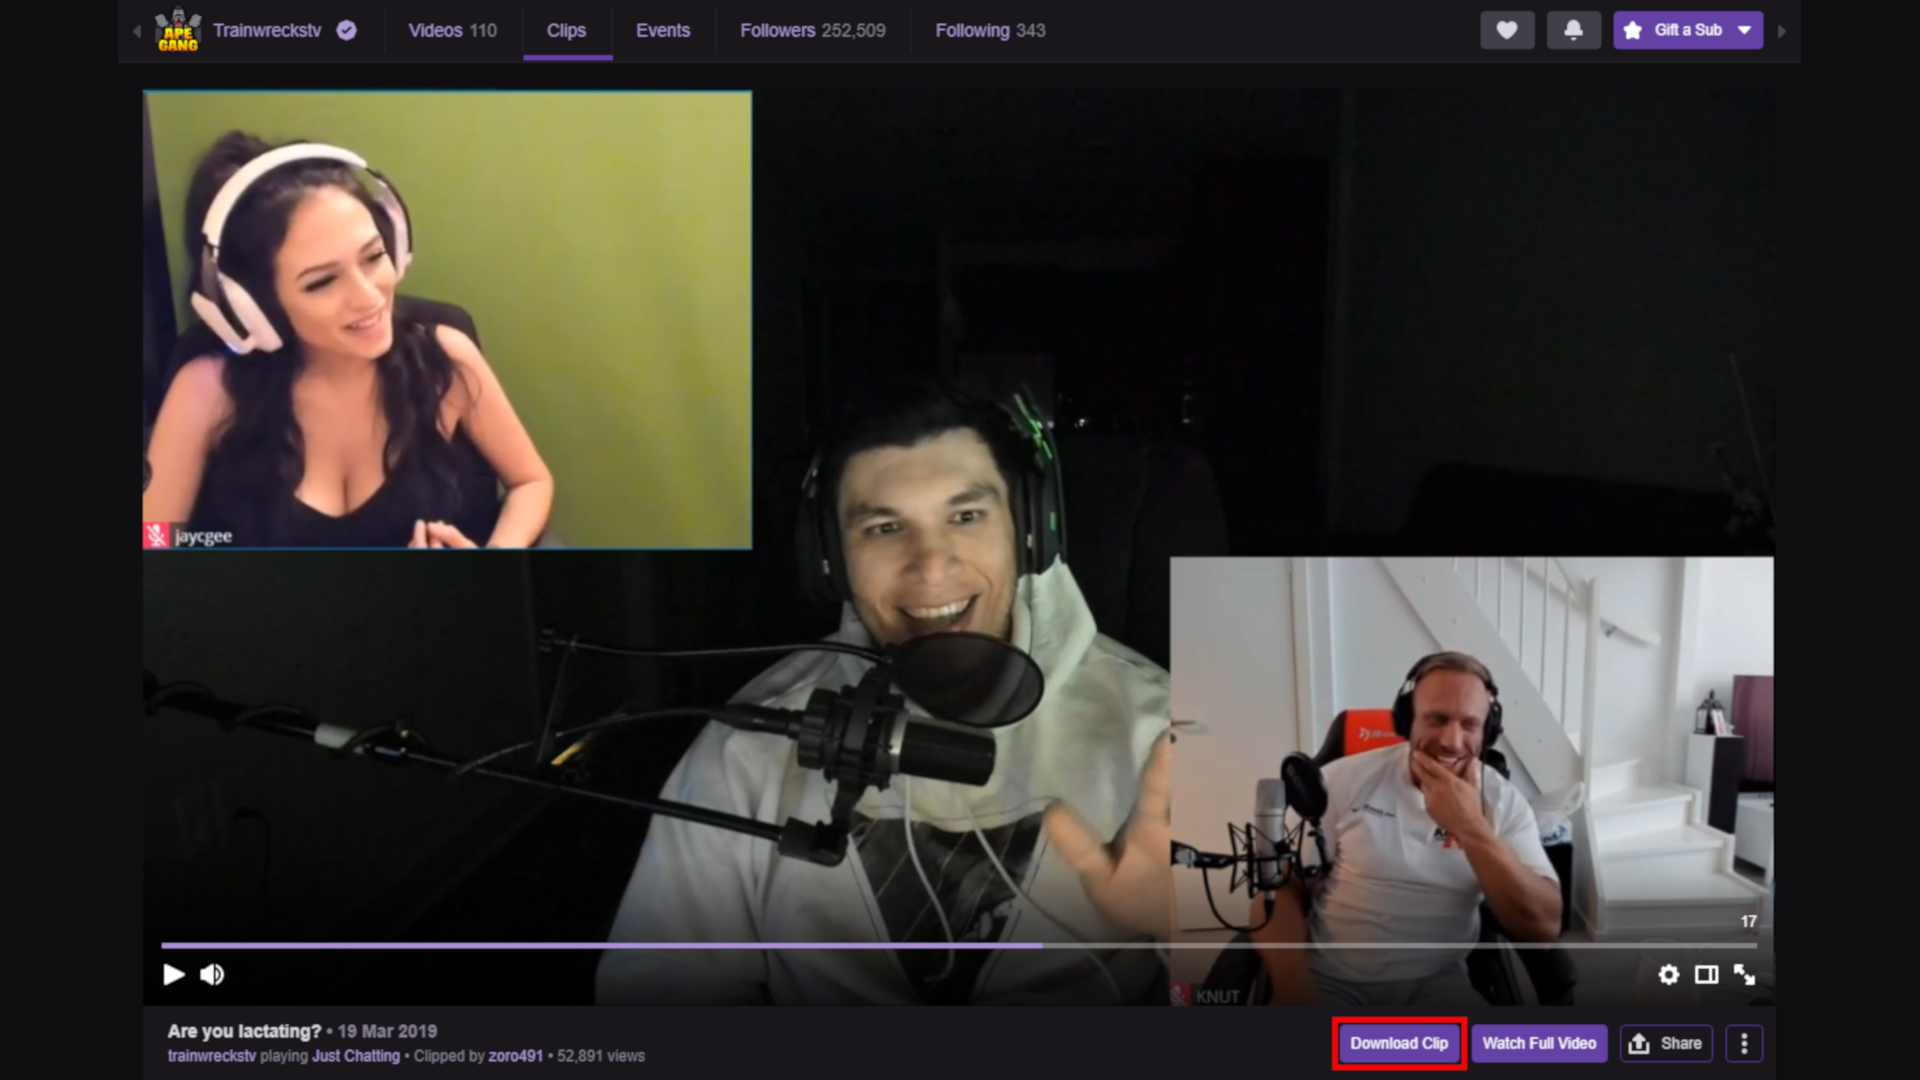 APE GANG Trainwreckstv Videos 110 Clips Events Followers 252,509 Following 343 Gift a Sub
jaycgee
17
KNUT
Are you lactating? • 19 Mar 2019
trainwreckstv playing Just Chatting • Clipped by zoro491 • 52,891 views
Download Clip Watch Full Video Share